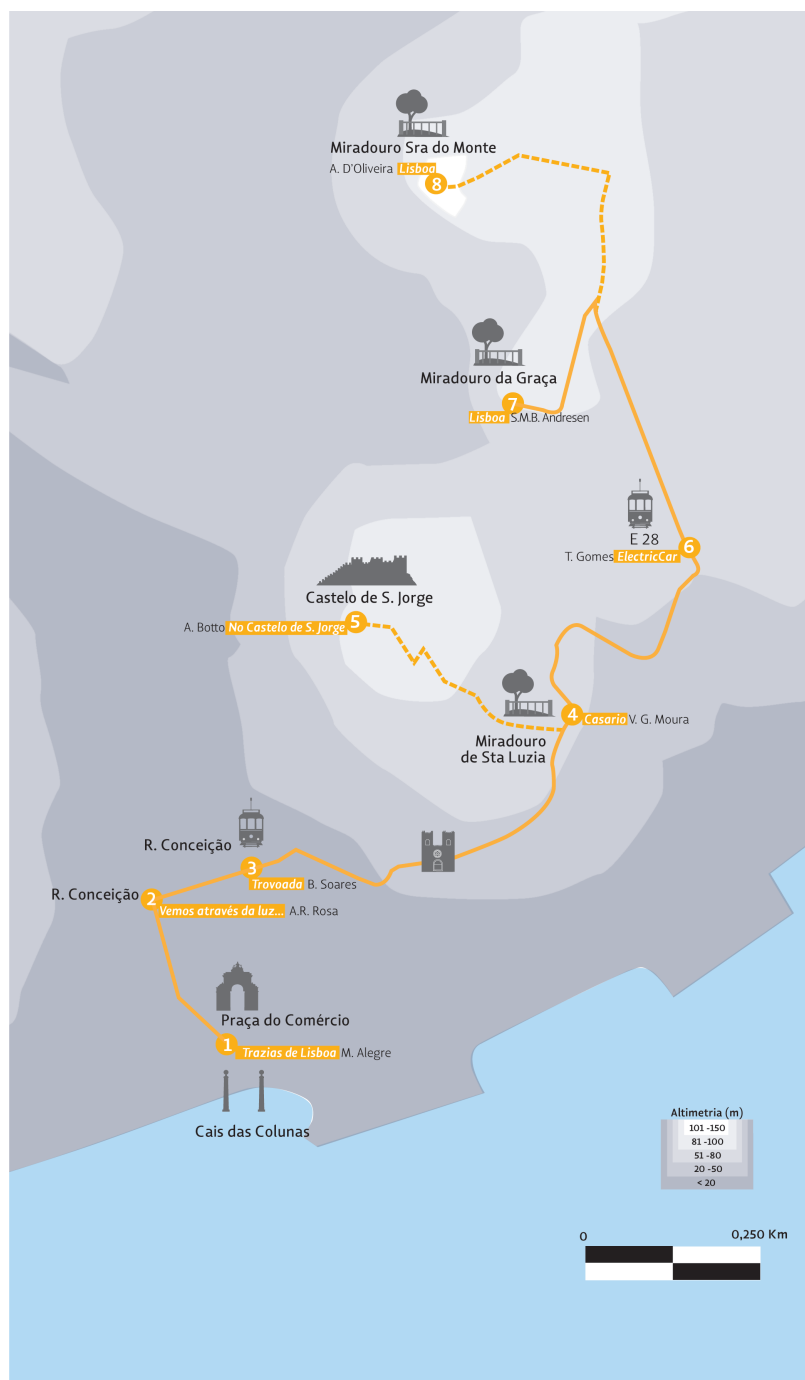 Miradouro Sra do Monte
A. D'Oliveira Lisboa
8
Miradouro da Graça
7
Lisboa S.M.B. Andresen
E 28
6
T. Gomes ElectricCar
Castelo de S. Jorge
5
A. Botto No Castelo de S. Jorge
4
Casario V. G. Moura
Miradouro
de Sta Luzia
R. Conceição
3
Trovoada B. Soares
R. Conceição
2
Vemos através da luz... A.R. Rosa
Praça do Comércio
1
Trazias de Lisboa M. Alegre
Cais das Colunas
Altimetria (m)
101 -150
81 -100
51 -80
20 -50
< 20
0 0,250 Km